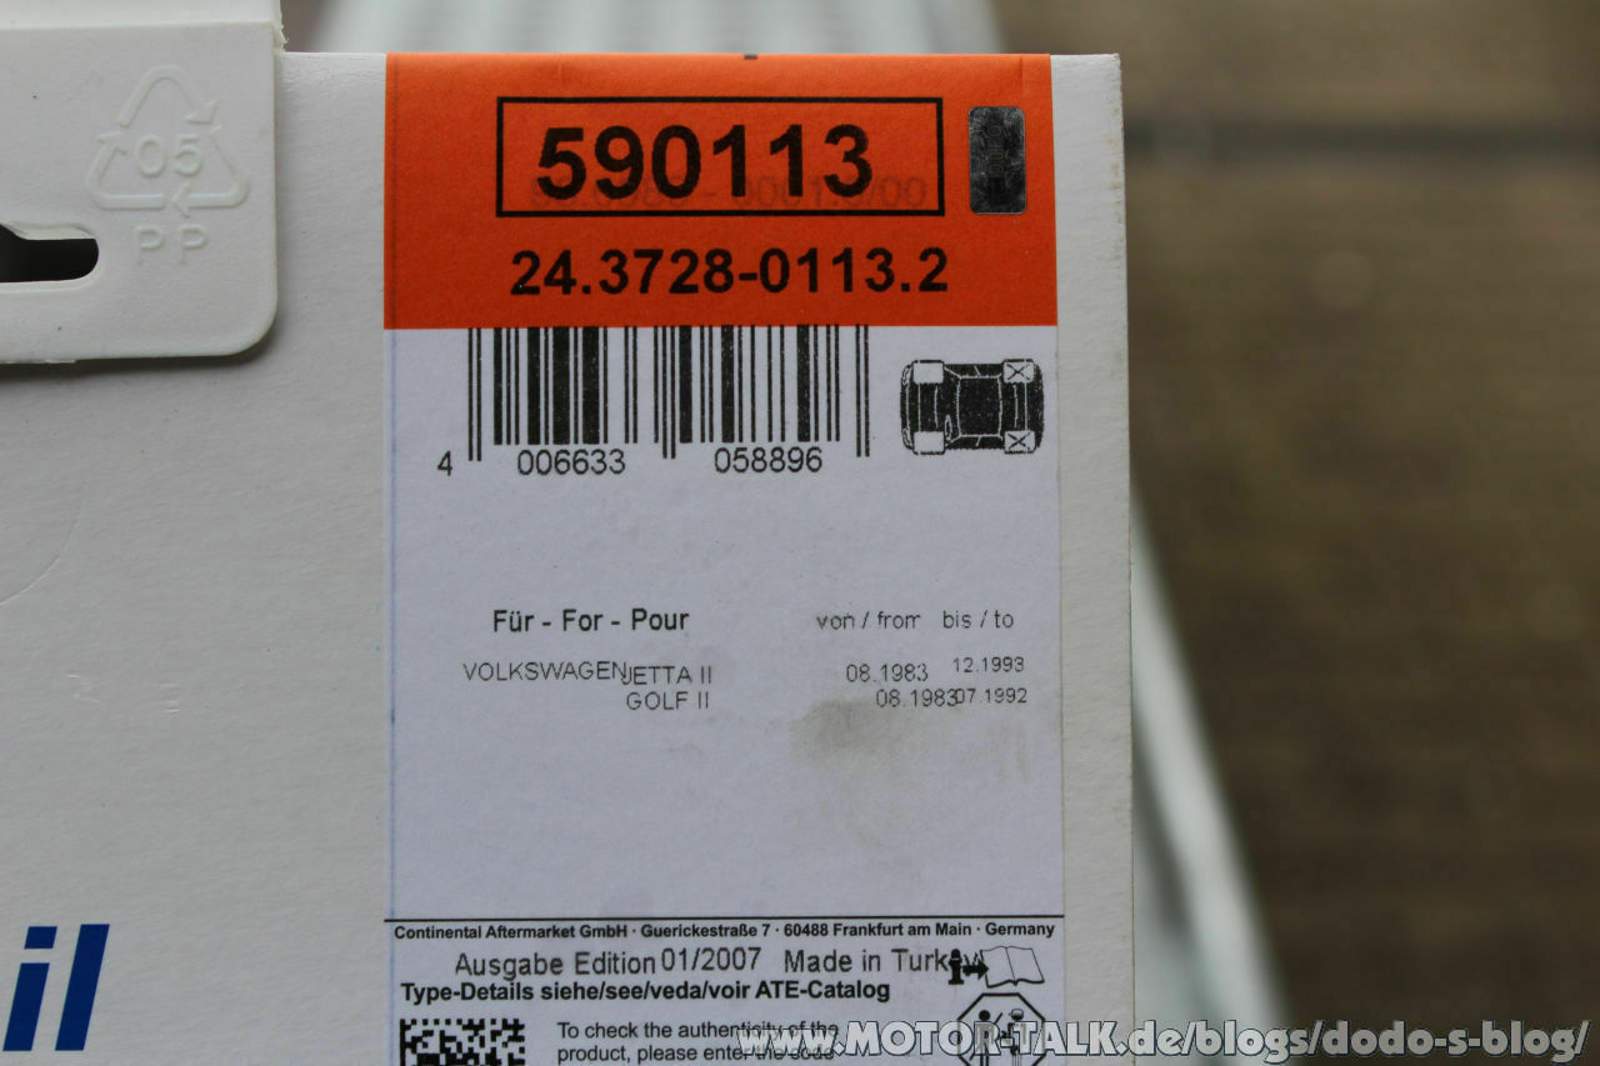 05
PP
590113
24.3728-0113.2
4 006633 058896
Für - For - Pour von / from bis / to
VOLKSWAGEN JETTA II 08.1983 12.1993
GOLF II 08.1983 07.1992
il
Continental Aftermarket GmbH · Guerickestraße 7 · 60488 Frankfurt am Main · Germany
Ausgabe Edition 01/2007 Made in Turkey
Type-Details siehe/see/veda/voir ATE-Catalog
To check the authenticity of the
product, please enter the code
www.MOTOR-TALK.de/blogs/dodo-s-blog/